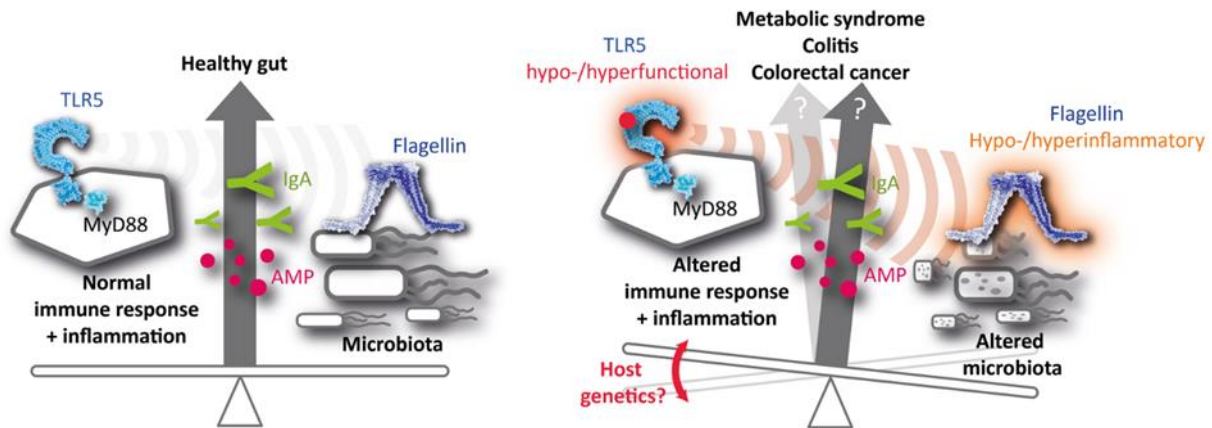 Healthy gut
TLR5
Flagellin
IgA
MyD88
AMP
Normal
immune response
+ inflammation
Microbiota
Metabolic syndrome
Colitis
Colorectal cancer
TLR5
hypo-/hyperfunctional
? ?
Flagellin
Hypo-/hyperinflammatory
IgA
MyD88
AMP
Altered
immune response
+ inflammation
Altered
microbiota
Host
genetics?